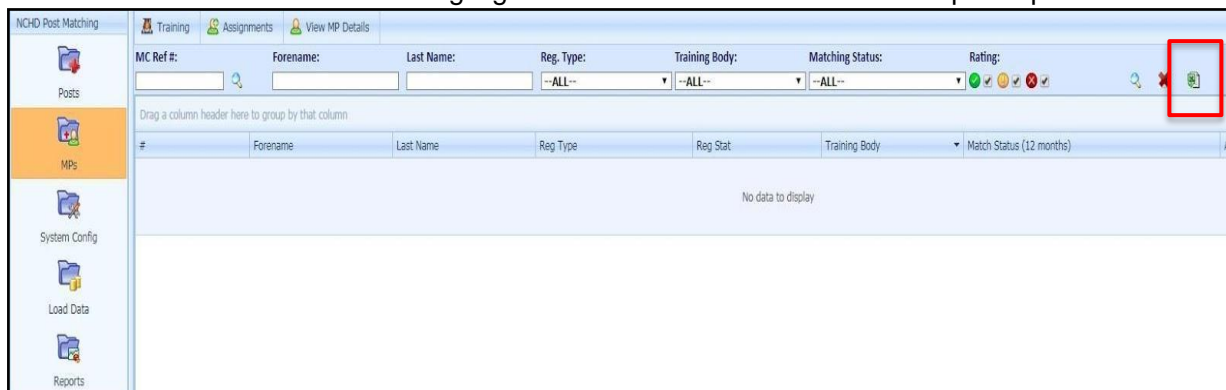 NCHD Post Matching
Training Assignments View MP Details
MC Ref #: Forename: Last Name: Reg. Type: Training Body: Matching Status: Rating:
--ALL-- --ALL-- --ALL--
Drag a column header here to group by that column
# Forename Last Name Reg Type Reg Stat Training Body Match Status (12 months)
No data to display
Posts
MPs
System Config
Load Data
Reports